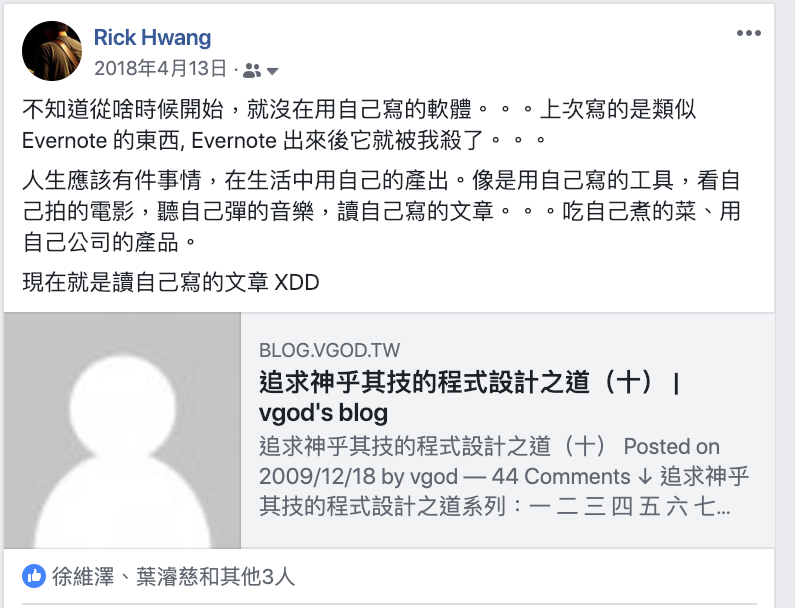 Rick Hwang
2018年4月13日 ·
不知道從啥時候開始，就沒在用自己寫的軟體。。。上次寫的是類似
Evernote 的東西, Evernote 出來後它就被我殺了。。。
人生應該有件事情，在生活中用自己的產出。像是用自己寫的工具，看自
己拍的電影，聽自己彈的音樂，讀自己寫的文章。。。吃自己煮的菜、用
自己公司的產品。
現在就是讀自己寫的文章 XDD
BLOG.VGOD.TW
追求神乎其技的程式設計之道（十） |
vgod's blog
追求神乎其技的程式設計之道（十） Posted on
2009/12/18 by vgod — 44 Comments ↓ 追求神乎
其技的程式設計之道系列：一 二 三 四 五 六 七...
徐維澤、葉濬慈和其他3人